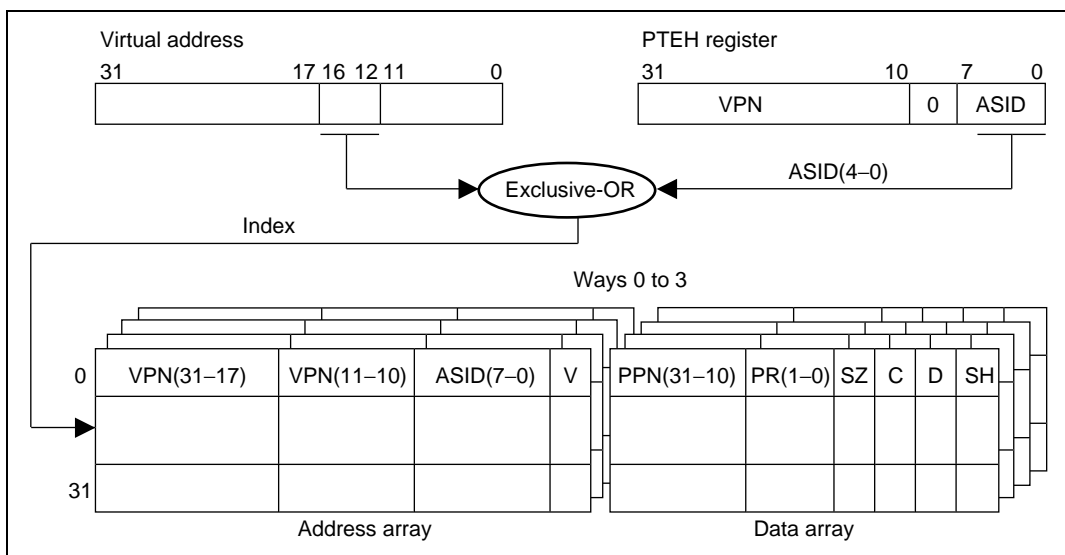 Virtual address
PTEH register
31 17 16 12 11 0
31 10 7 0
VPN 0 ASID
ASID(4–0)
Exclusive-OR
Index
Ways 0 to 3
0 VPN(31–17) VPN(11–10) ASID(7–0) V
PPN(31–10) PR(1–0) SZ C D SH
31
Address array
Data array